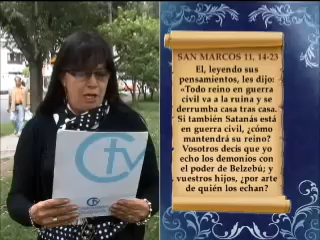 SAN MARCOS 11, 14-23
El, leyendo sus
pensamientos, les dijo:
«Todo reino en guerra
civil va a la ruina y se
derrumba casa tras casa.
Si también Satanás está
en guerra civil, ¿cómo
mantendrá su reino?
Vosotros decís que yo
echo los demonios con
el poder de Belzebú; y
vuestros hijos, ¿por arte
de quién los echan?
CTV